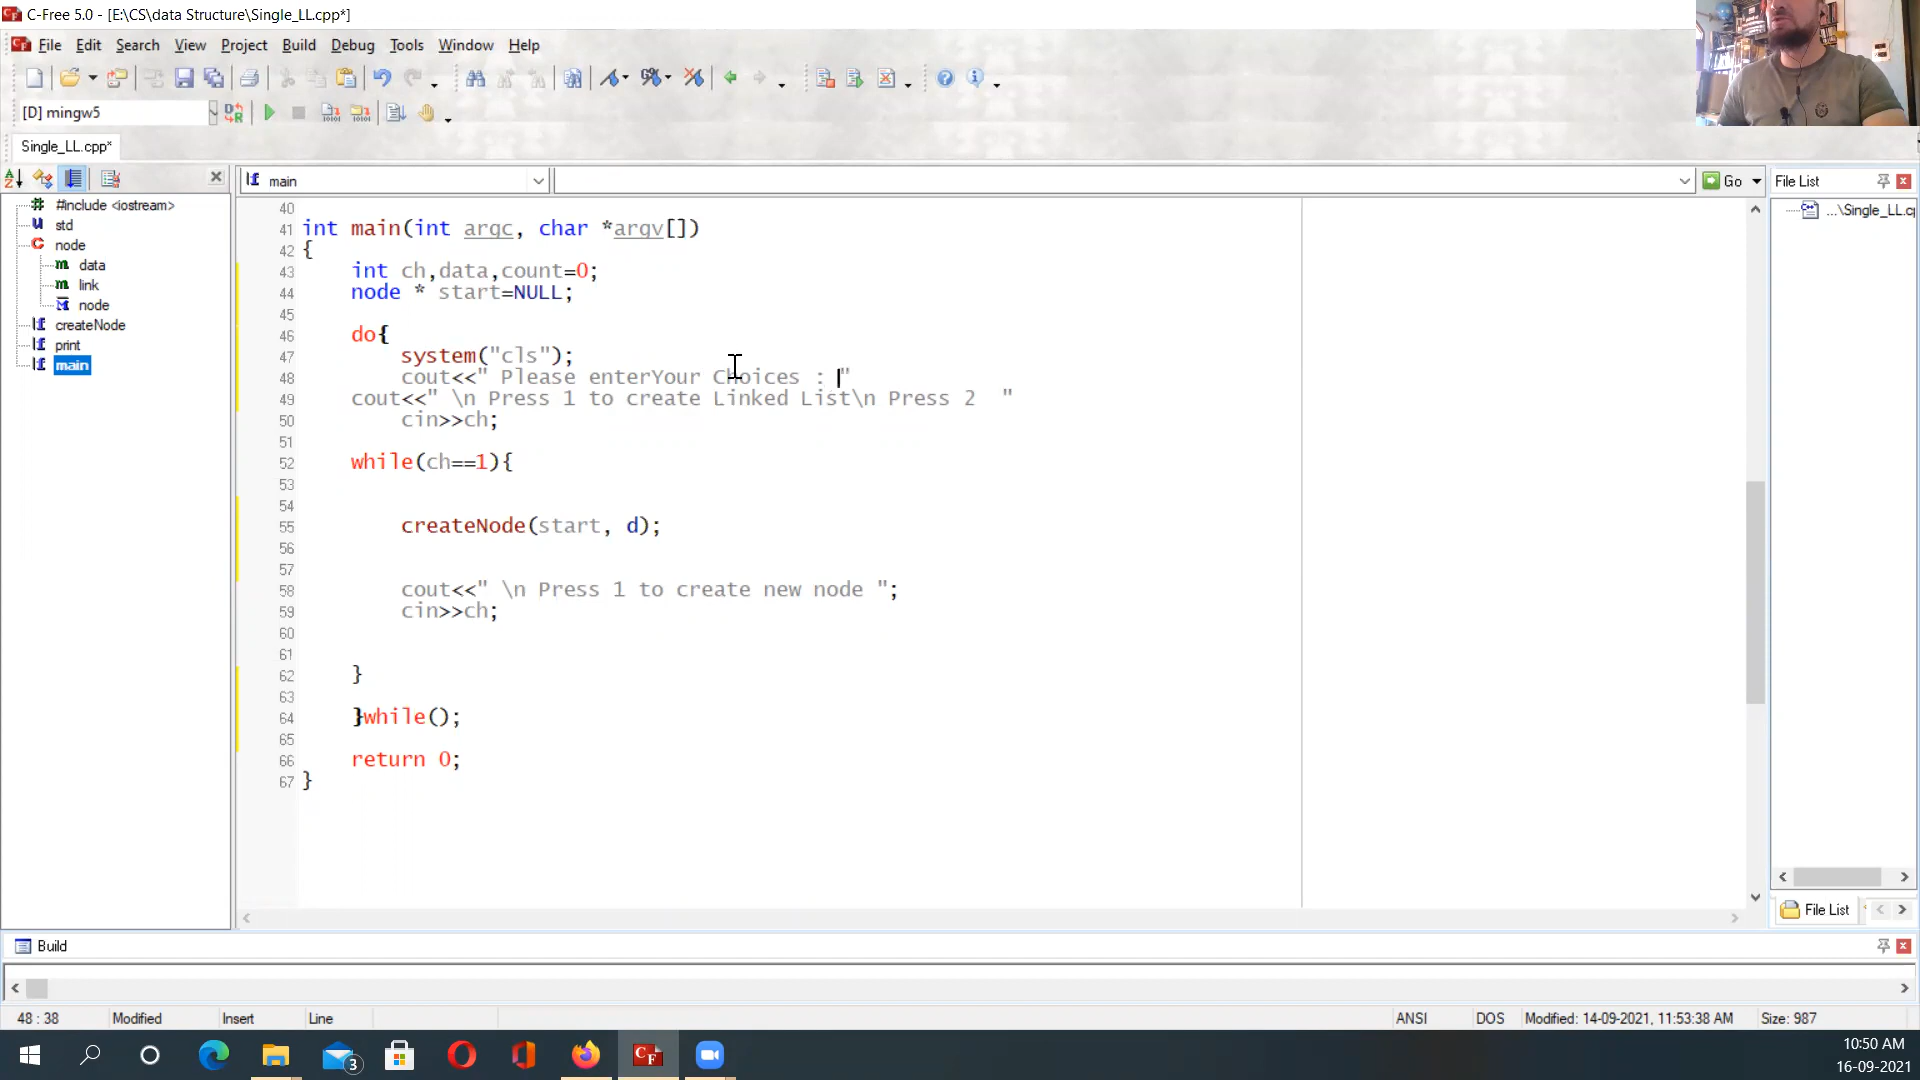 C-Free 5.0 - [E:\CS\data Structure\Single_LL.cpp*]
File Edit Search View Project Build Debug Tools Window Help
[D] mingw5
Single_LL.cpp*
main
Go
File List
#include <iostream>
std
node
data
link
node
createNode
print
main
...\Single_LL.c
40
41 int main(int argc, char *argv[])
42 {
43 int ch,data,count=0;
44 node * start=NULL;
45
46 do{
47 system("cls");
48 cout<<" Please enterYour Choices : "
49 cout<<" \n Press 1 to create Linked List\n Press 2 "
50 cin>>ch;
51
52 while(ch==1){
53
54
55 createNode(start, d);
56
57
58 cout<<" \n Press 1 to create new node ";
59 cin>>ch;
60
61
62 }
63
64 }while();
65
66 return 0;
67 }
File List
Build
48 : 38 Modified Insert Line ANSI DOS Modified: 14-09-2021, 11:53:38 AM Size: 987
3
CF
10:50 AM
16-09-2021